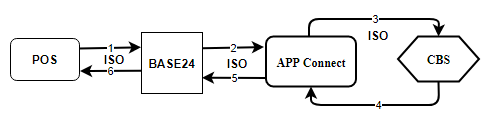 POS
1
ISO
6
BASE24
2
ISO
5
APP Connect
3
ISO
4
CBS